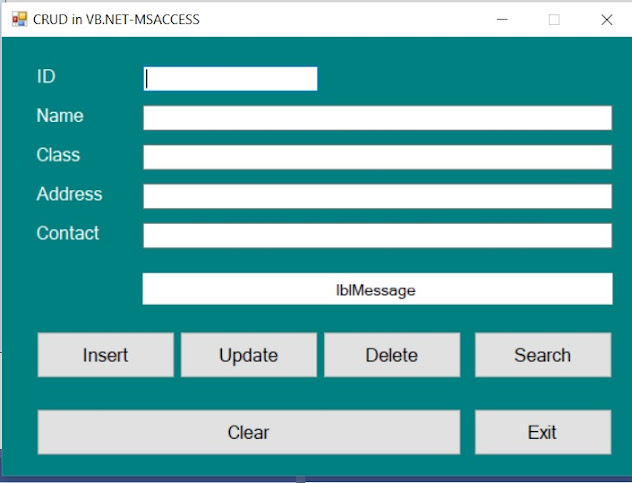 CRUD in VB.NET-MSACCESS
ID
Name
Class
Address
Contact
lblMessage
Insert Update Delete Search
Clear Exit